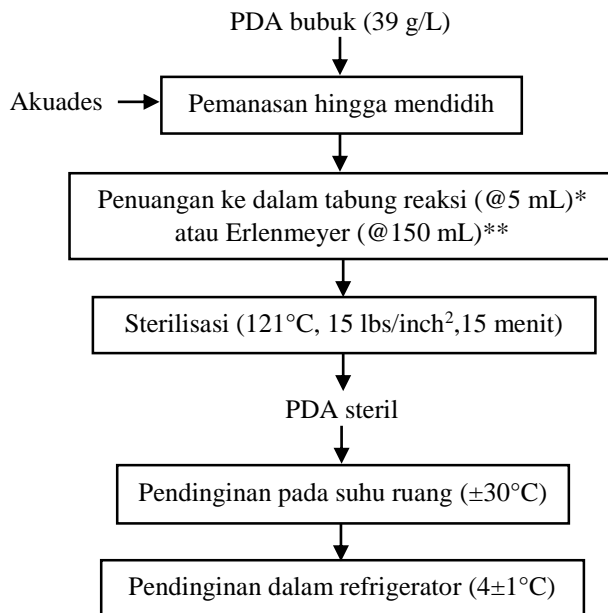 PDA bubuk (39 g/L)
Akuades
Pemanasan hingga mendidih
Penuangan ke dalam tabung reaksi (@5 mL)*
atau Erlenmeyer (@150 mL)**
Sterilisasi (121°C, 15 lbs/inch²,15 menit)
PDA steril
Pendinginan pada suhu ruang (±30°C)
Pendinginan dalam refrigerator (4±1°C)